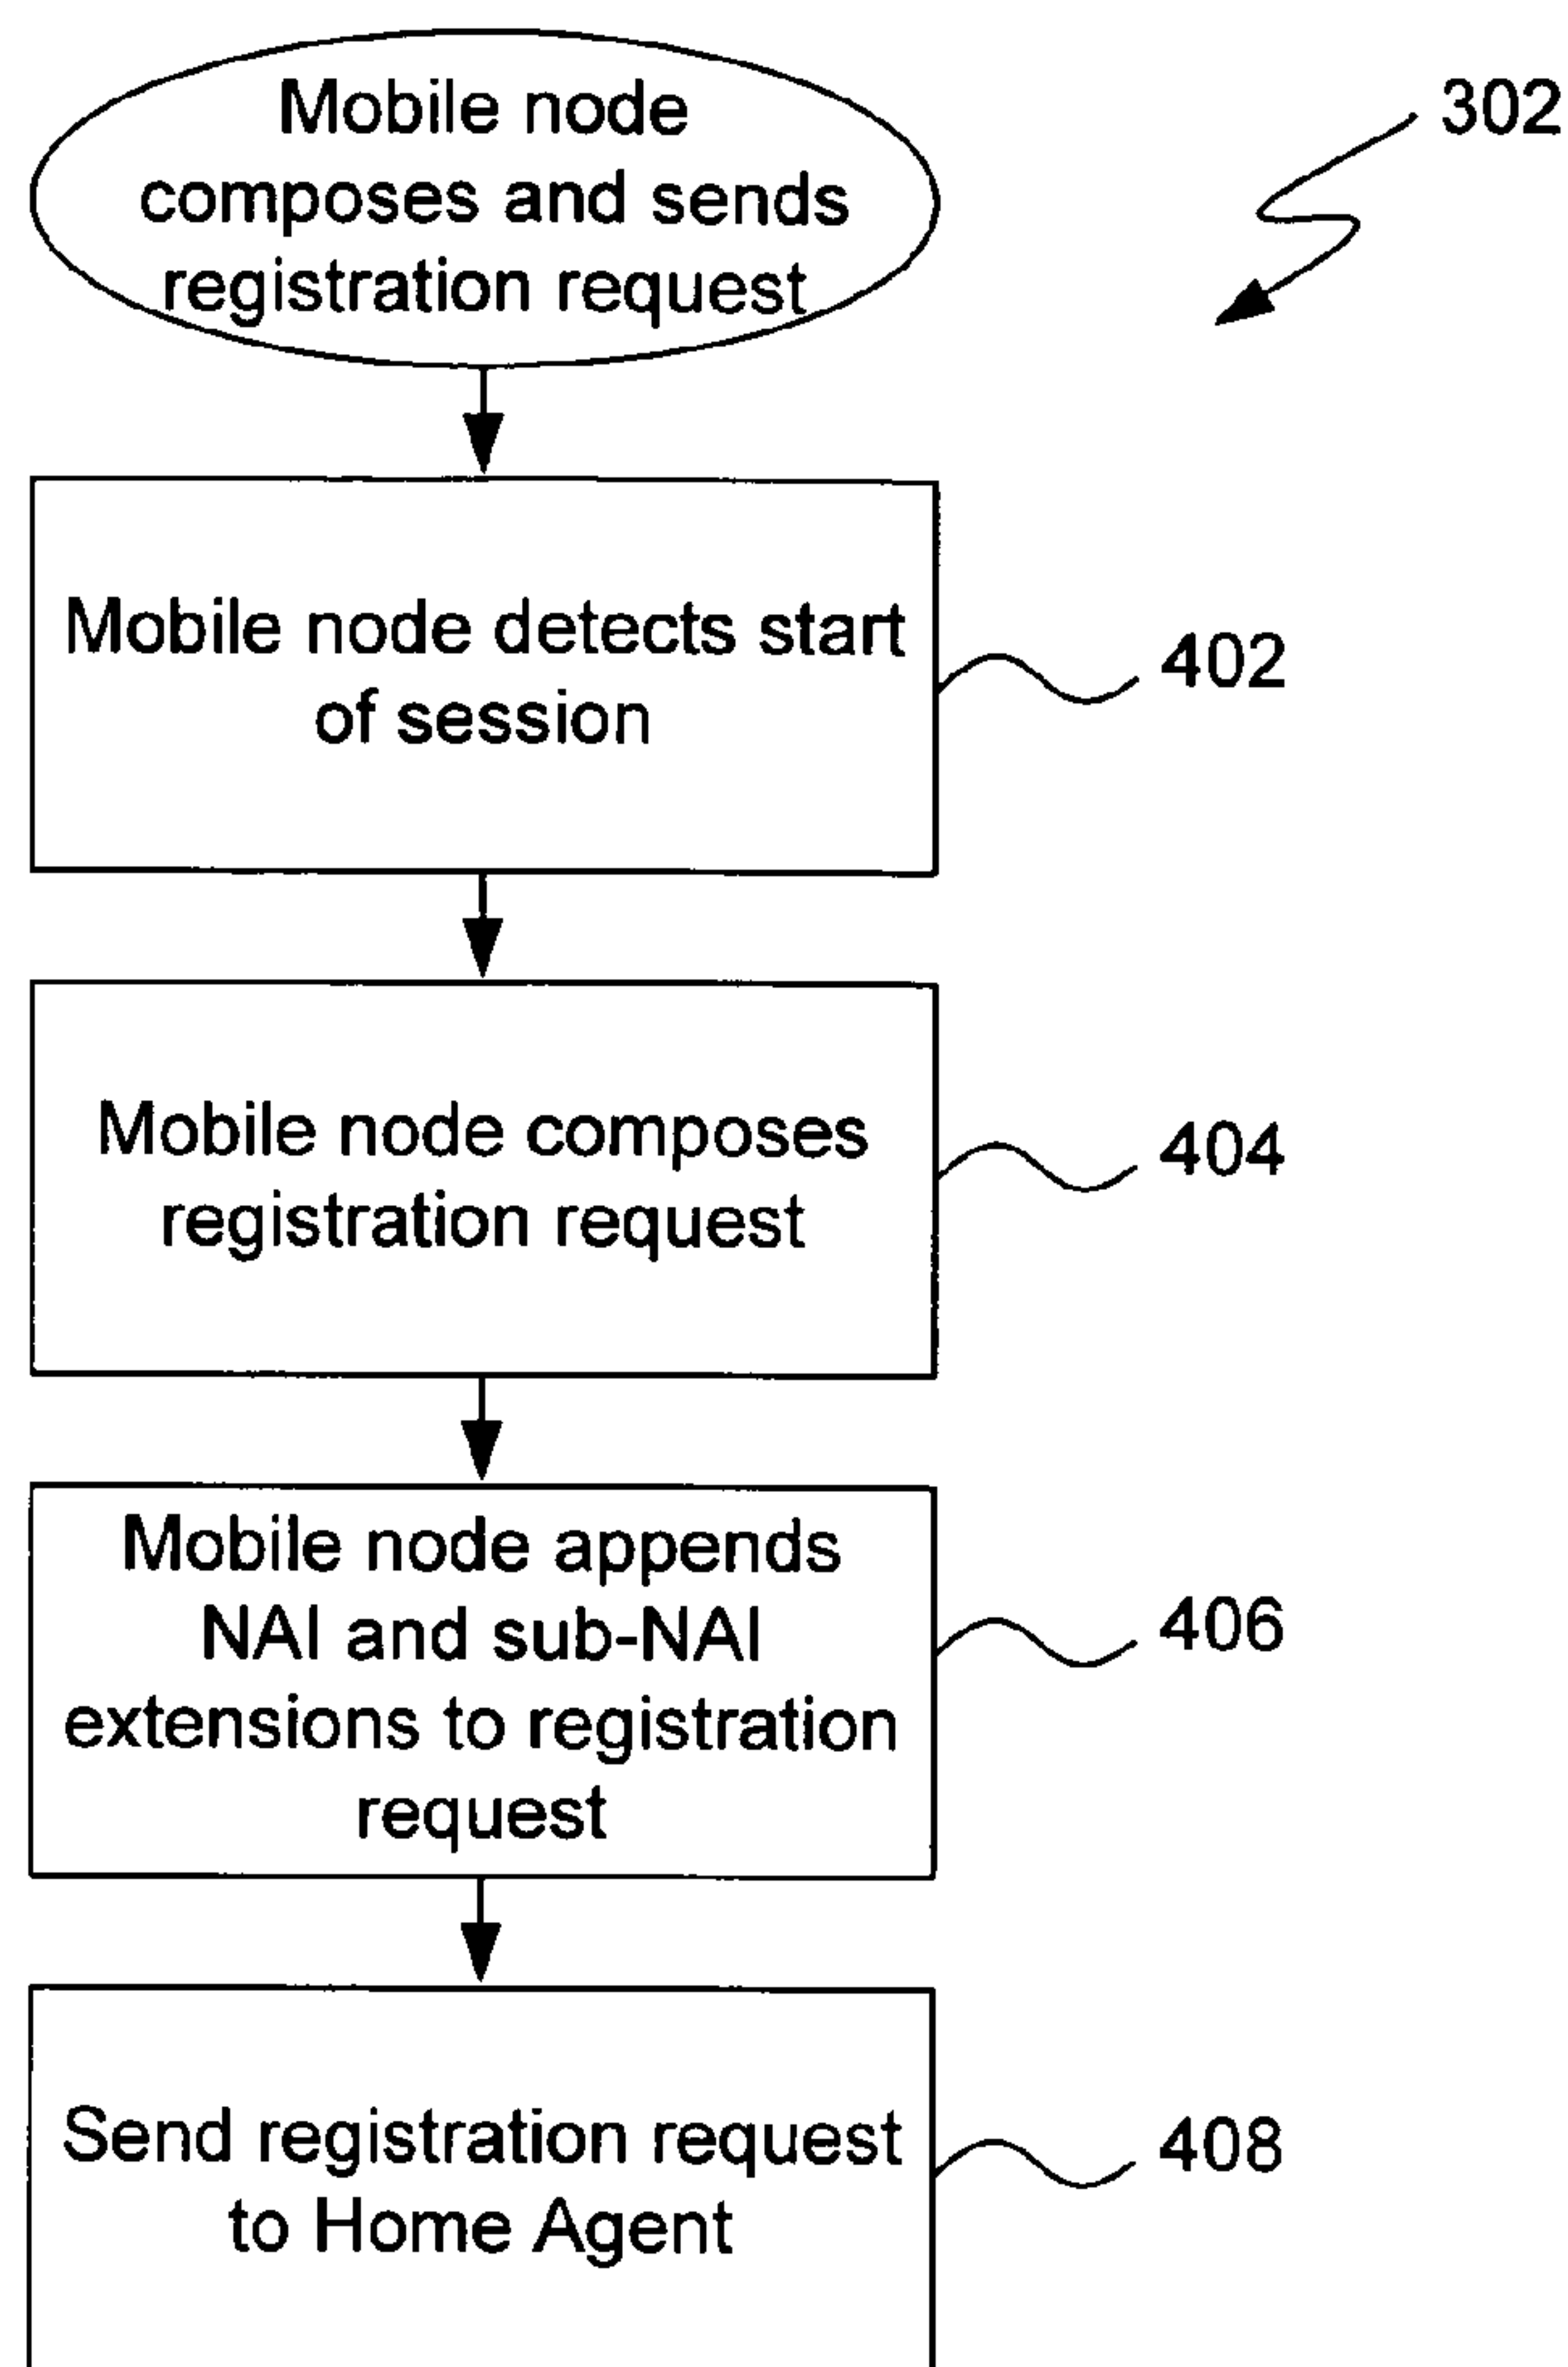 Mobile node
composes and sends
registration request
302
Mobile node detects start
of session
402
Mobile node composes
registration request
404
Mobile node appends
NAI and sub-NAI
extensions to registration
request
406
Send registration request
to Home Agent
408